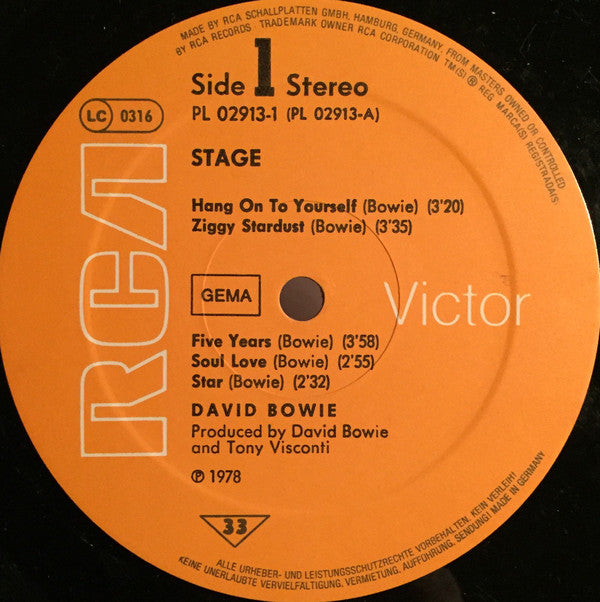 MADE BY RCA SCHALLPLATTEN GMBH, HAMBURG, GERMANY, FROM MASTERS OWNED OR CONTROLLED
BY RCA RECORDS. TRADEMARK OWNER RCA CORPORATION TM(S) ® REG. MARCA(S) REGISTRADA(S)
Side 1 Stereo
PL 02913-1 (PL 02913-A)
LC 0316
STAGE
RCA
Hang On To Yourself (Bowie) (3'20)
Ziggy Stardust (Bowie) (3'35)
GEMA
Victor
Five Years (Bowie) (3'58)
Soul Love (Bowie) (2'55)
Star (Bowie) (2'32)
DAVID BOWIE
Produced by David Bowie
and Tony Visconti
℗ 1978
33
ALLE URHEBER- UND LEISTUNGSSCHUTZRECHTE VORBEHALTEN. KEIN VERLEIH!
KEINE UNERLAUBTE VERVIELFÄLTIGUNG, VERMIETUNG, AUFFÜHRUNG, SENDUNG! MADE IN GERMANY